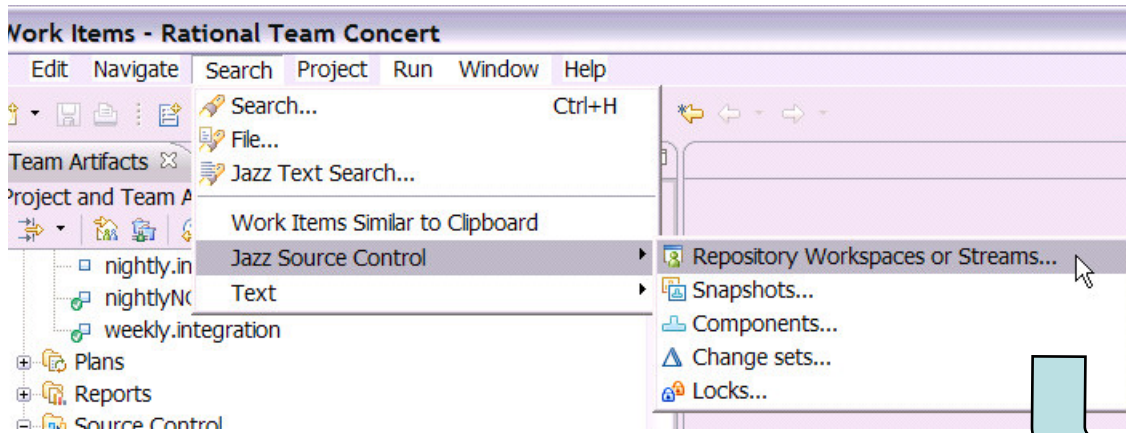 Work Items - Rational Team Concert
Edit Navigate Search Project Run Window Help
Search... Ctrl+H
File...
Jazz Text Search...
Work Items Similar to Clipboard
Jazz Source Control
Text
Repository Workspaces or Streams...
Snapshots...
Components...
Change sets...
Locks...
Team Artifacts
Project and Team A
nightly.in
nightlyNO
weekly.integration
Plans
Reports
Source Control